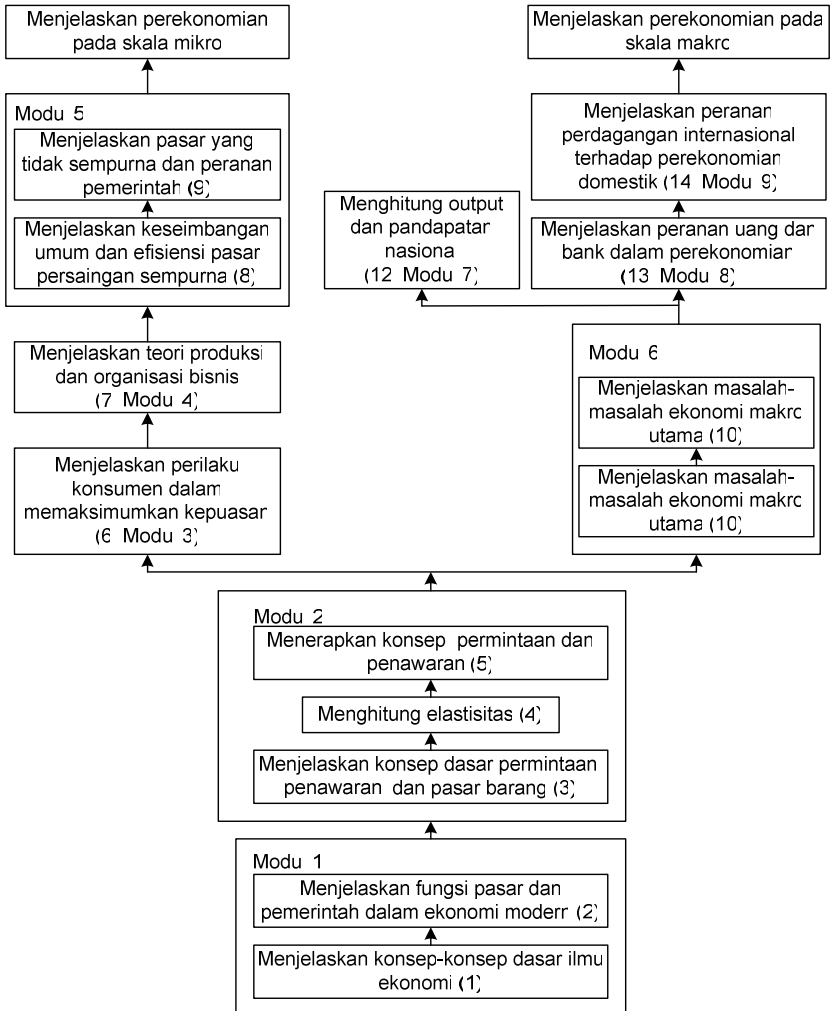 Menjelaskan perekonomian
pada skala mikro
Menjelaskan perekonomian pada
skala makro
Modu 5
Menjelaskan pasar yang
tidak sempurna dan peranan
pemerintah (9)
Menjelaskan keseimbangan
umum dan efisiensi pasar
persaingan sempurna (8)
Menjelaskan peranan
perdagangan internasional
terhadap perekonomian
domestik (14 Modu 9)
Menghitung output
dan pandapatan
nasiona
(12 Modu 7)
Menjelaskan peranan uang dan
bank dalam perekonomian
(13 Modu 8)
Menjelaskan teori produksi
dan organisasi bisnis
(7 Modu 4)
Modu 6
Menjelaskan masalah-
masalah ekonomi makro
utama (10)
Menjelaskan masalah-
masalah ekonomi makro
utama (10)
Menjelaskan perilaku
konsumen dalam
memaksimumkan kepuasan
(6 Modu 3)
Modu 2
Menerapkan konsep permintaan dan
penawaran (5)
Menghitung elastisitas (4)
Menjelaskan konsep dasar permintaan
penawaran dan pasar barang (3)
Modu 1
Menjelaskan fungsi pasar dan
pemerintah dalam ekonomi modern (2)
Menjelaskan konsep-konsep dasar ilmu
ekonomi (1)